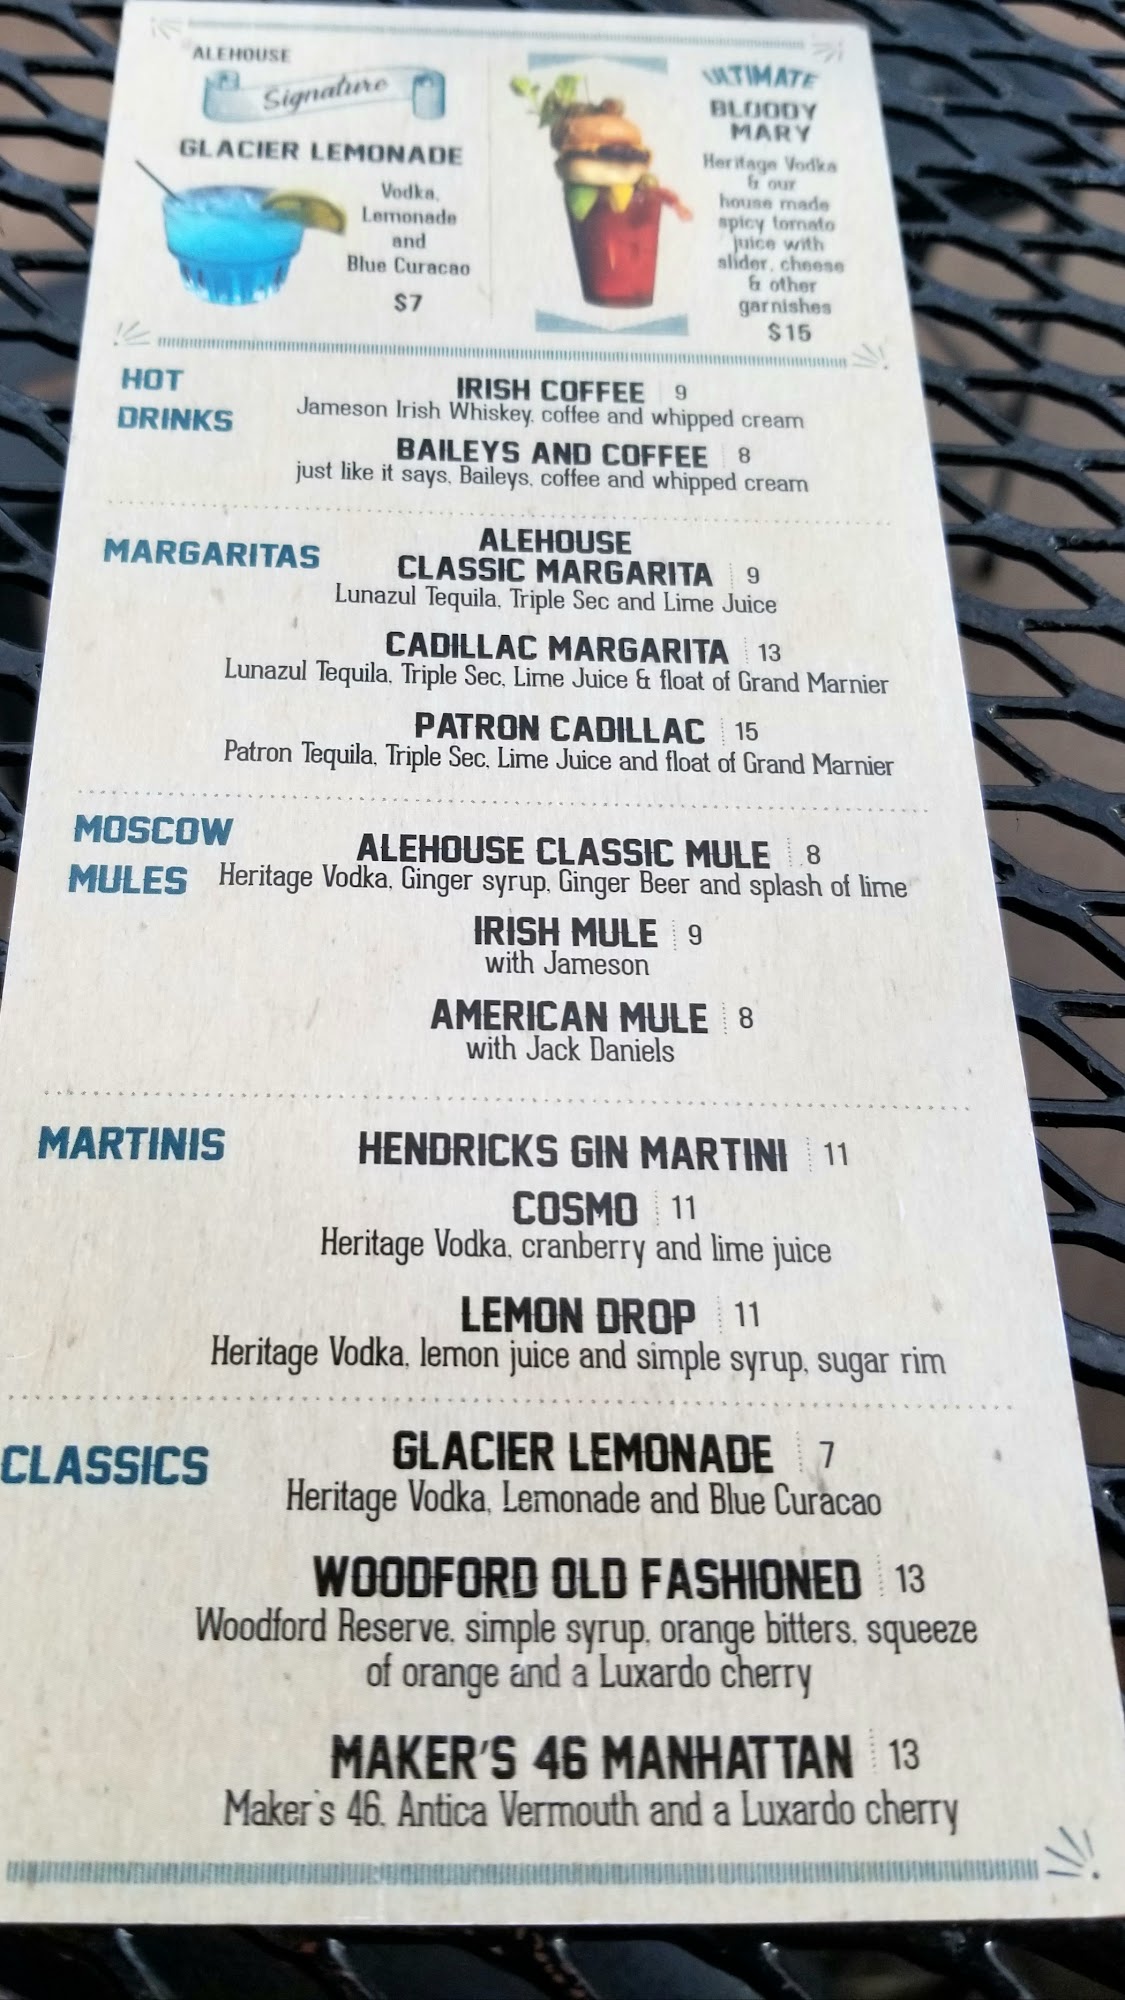 ALEHOUSE
Signature
GLACIER LEMONADE
Vodka,
Lemonade
and
Blue Curacao
$7
ULTIMATE
BLOODY
MARY
Heritage Vodka
& our
house made
spicy tomato
juice with
slider, cheese
& other
garnishes
$15
HOT
DRINKS
IRISH COFFEE 9
Jameson Irish Whiskey, coffee and whipped cream
BAILEYS AND COFFEE 8
just like it says, Baileys, coffee and whipped cream
MARGARITAS
ALEHOUSE
CLASSIC MARGARITA 9
Lunazul Tequila, Triple Sec and Lime Juice
CADILLAC MARGARITA 13
Lunazul Tequila, Triple Sec, Lime Juice & float of Grand Marnier
PATRON CADILLAC 15
Patron Tequila, Triple Sec, Lime Juice and float of Grand Marnier
MOSCOW
MULES
ALEHOUSE CLASSIC MULE 8
Heritage Vodka, Ginger syrup, Ginger Beer and splash of lime
IRISH MULE 9
with Jameson
AMERICAN MULE 8
with Jack Daniels
MARTINIS
HENDRICKS GIN MARTINI 11
COSMO 11
Heritage Vodka, cranberry and lime juice
LEMON DROP 11
Heritage Vodka, lemon juice and simple syrup, sugar rim
CLASSICS
GLACIER LEMONADE 7
Heritage Vodka, Lemonade and Blue Curacao
WOODFORD OLD FASHIONED 13
Woodford Reserve, simple syrup, orange bitters, squeeze
of orange and a Luxardo cherry
MAKER'S 46 MANHATTAN 13
Maker's 46, Antica Vermouth and a Luxardo cherry